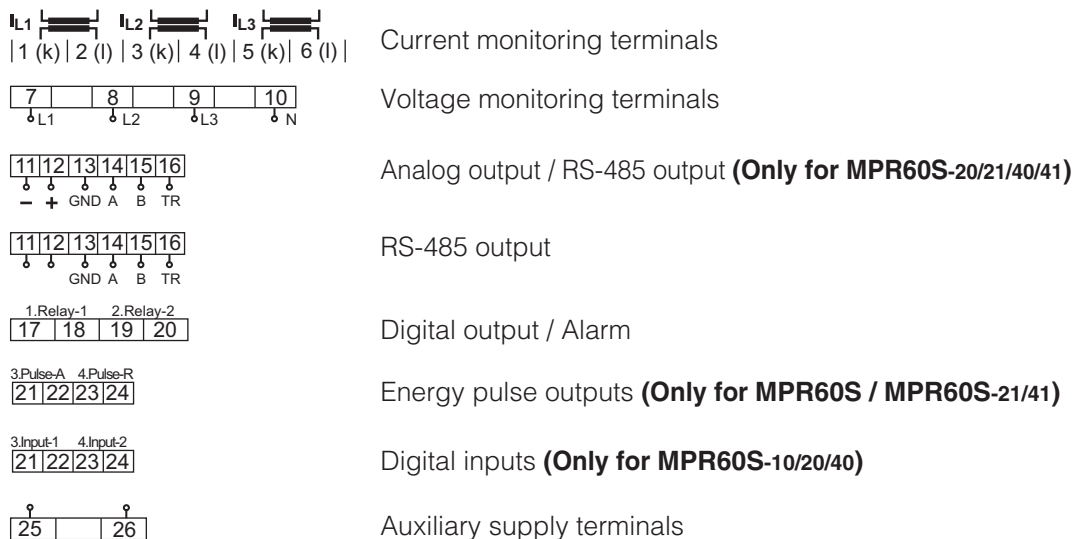 IL1 IL2 IL3
1 (k) 2 (l) 3 (k) 4 (l) 5 (k) 6 (l) Current monitoring terminals
7 8 9 10 Voltage monitoring terminals
L1 L2 L3 N
11 12 13 14 15 16 Analog output / RS-485 output (Only for MPR60S-20/21/40/41)
– + GND A B TR
11 12 13 14 15 16 RS-485 output
GND A B TR
1.Relay-1 2.Relay-2
17 18 19 20 Digital output / Alarm
3.Pulse-A 4.Pulse-R
21 22 23 24 Energy pulse outputs (Only for MPR60S / MPR60S-21/41)
3.Input-1 4.Input-2
21 22 23 24 Digital inputs (Only for MPR60S-10/20/40)
25 26 Auxiliary supply terminals